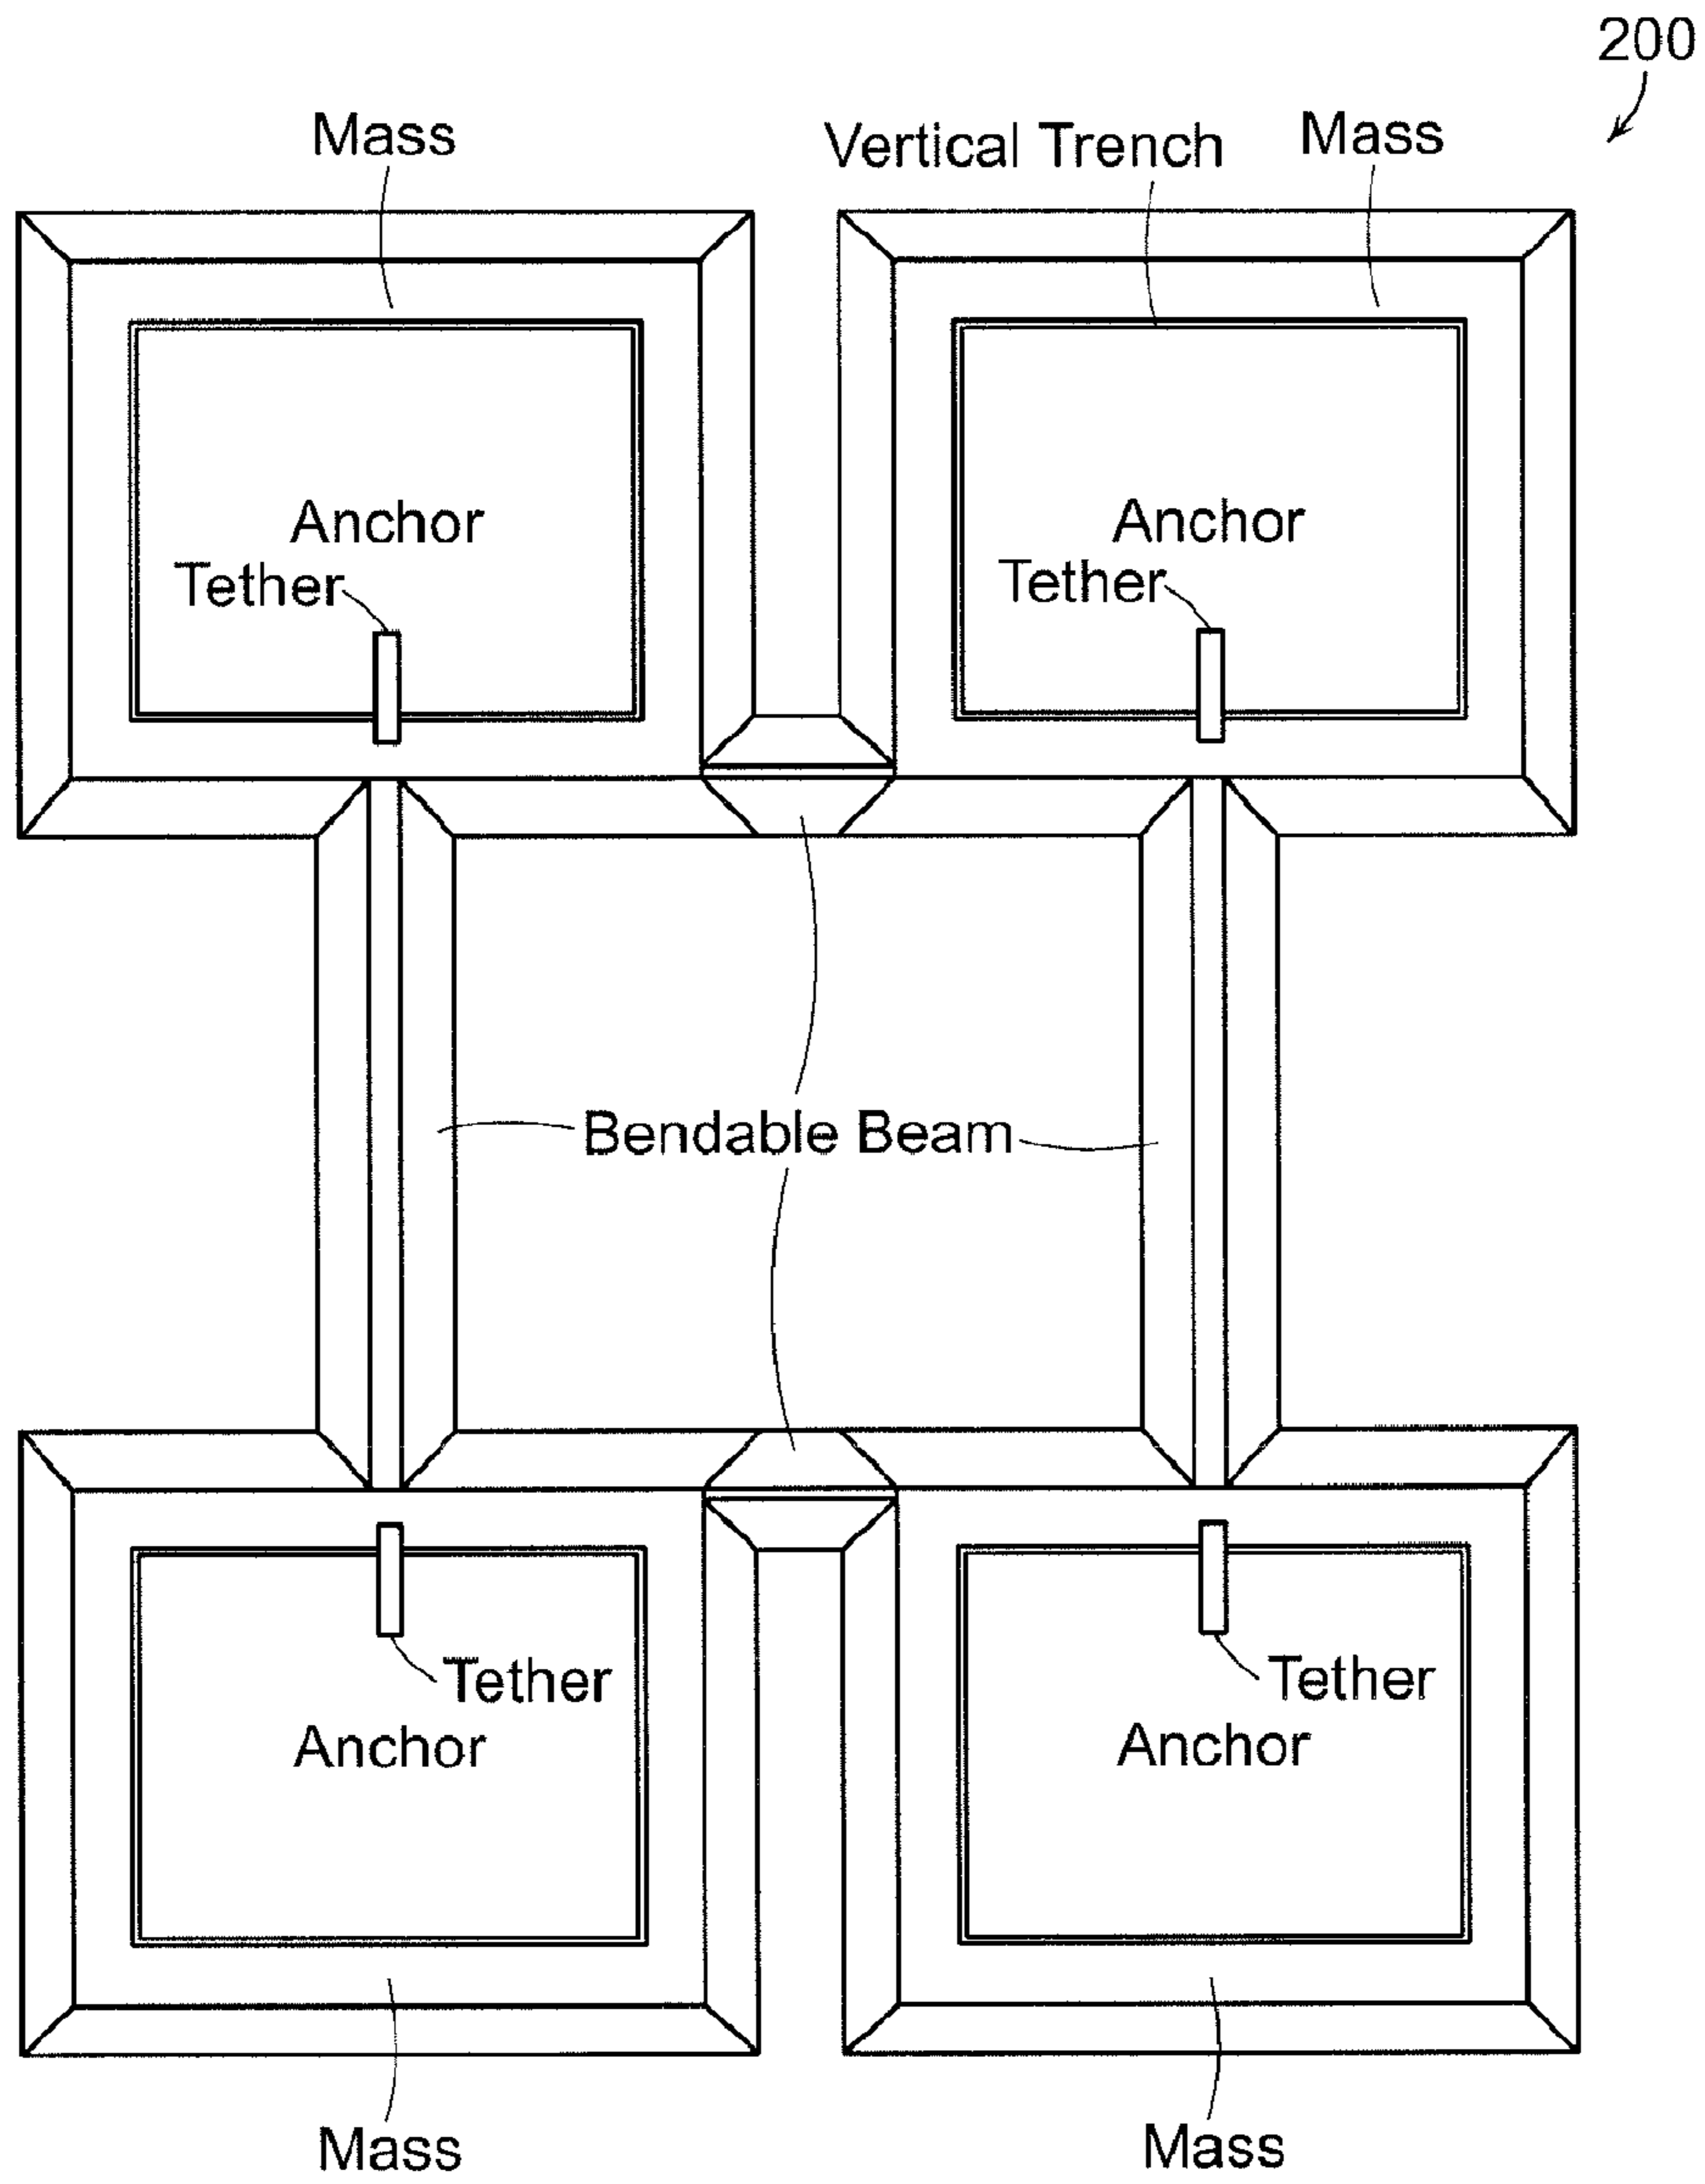 200
Mass
Vertical Trench
Mass
Anchor
Tether
Anchor
Tether
Bendable Beam
Tether
Anchor
Tether
Anchor
Mass
Mass